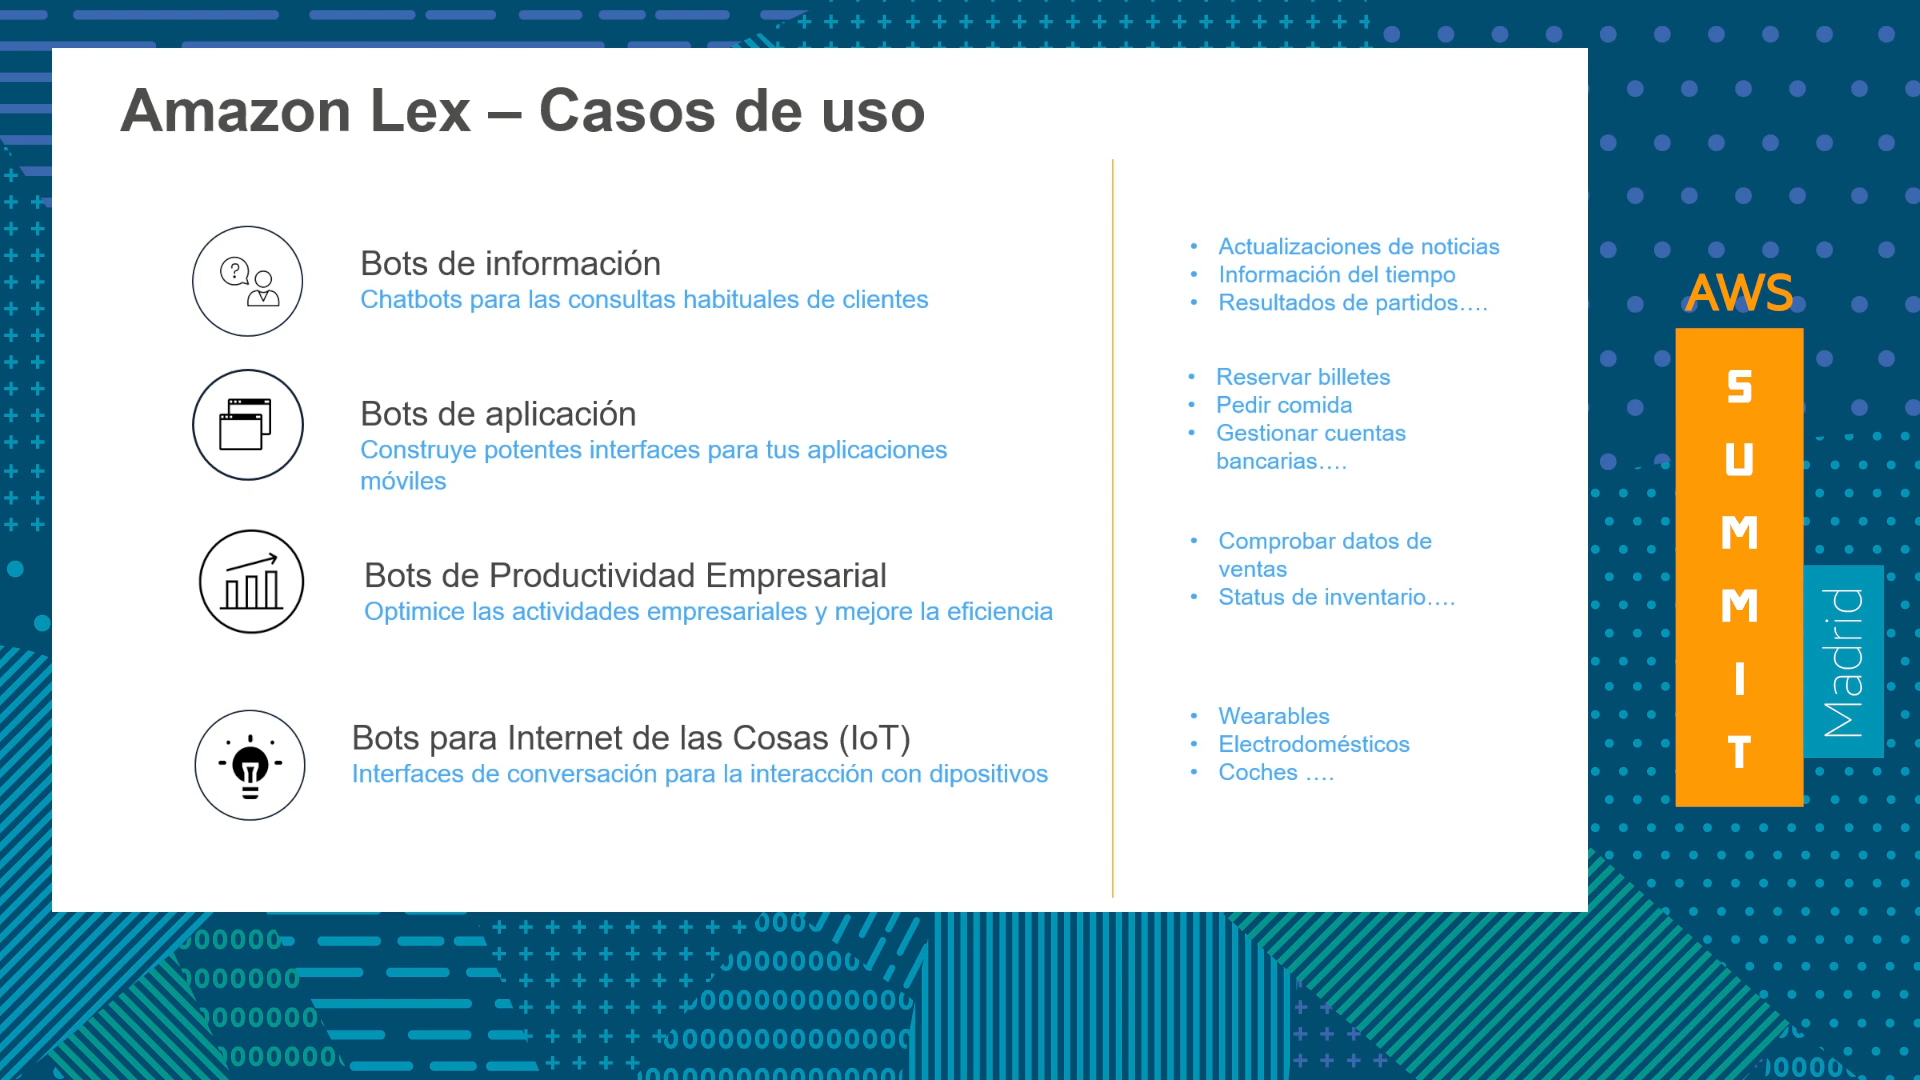 Amazon Lex – Casos de uso
Bots de información
Chatbots para las consultas habituales de clientes
• Actualizaciones de noticias
• Información del tiempo
• Resultados de partidos….
Bots de aplicación
Construye potentes interfaces para tus aplicaciones
móviles
• Reservar billetes
• Pedir comida
• Gestionar cuentas
bancarias….
Bots de Productividad Empresarial
Optimice las actividades empresariales y mejore la eficiencia
• Comprobar datos de
ventas
• Status de inventario….
Bots para Internet de las Cosas (IoT)
Interfaces de conversación para la interacción con dipositivos
• Wearables
• Electrodomésticos
• Coches ….
AWS
SUMMIT
Madrid